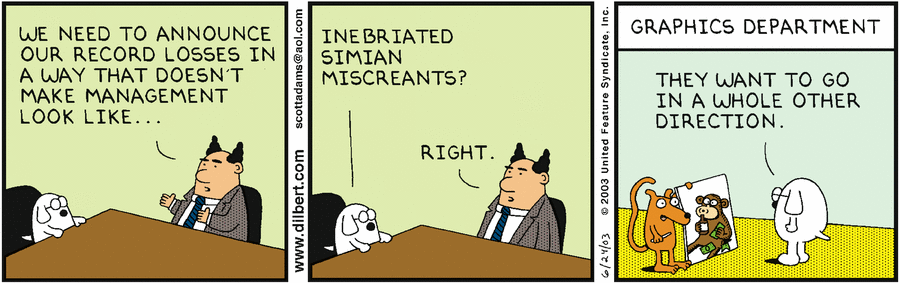 WE NEED TO ANNOUNCE
OUR RECORD LOSSES IN
A WAY THAT DOESN'T
MAKE MANAGEMENT
LOOK LIKE...
www.dilbert.com
scottadams@aol.com
INEBRIATED
SIMIAN
MISCREANTS?
RIGHT.
6/24/03
© 2003 United Feature Syndicate, Inc.
GRAPHICS DEPARTMENT
THEY WANT TO GO
IN A WHOLE OTHER
DIRECTION.